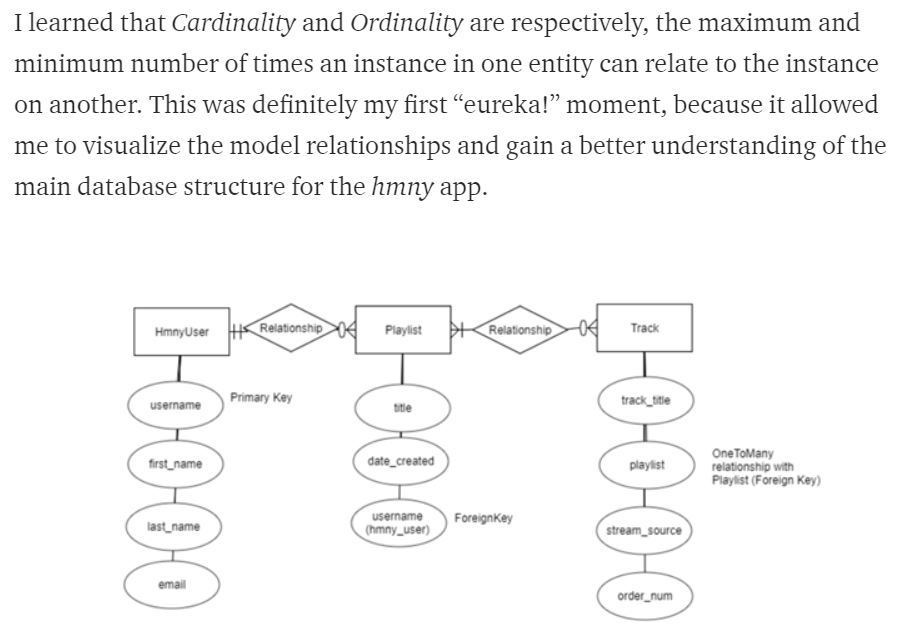 I learned that Cardinality and Ordinality are respectively, the maximum and
minimum number of times an instance in one entity can relate to the instance
on another. This was definitely my first “eureka!” moment, because it allowed
me to visualize the model relationships and gain a better understanding of the
main database structure for the hmny app.
HmnyUser
Relationship
Playlist
Relationship
Track
username
Primary Key
first_name
last_name
email
title
date_created
username
(hmny_user)
ForeignKey
track_title
playlist
OneToMany
relationship with
Playlist (Foreign Key)
stream_source
order_num